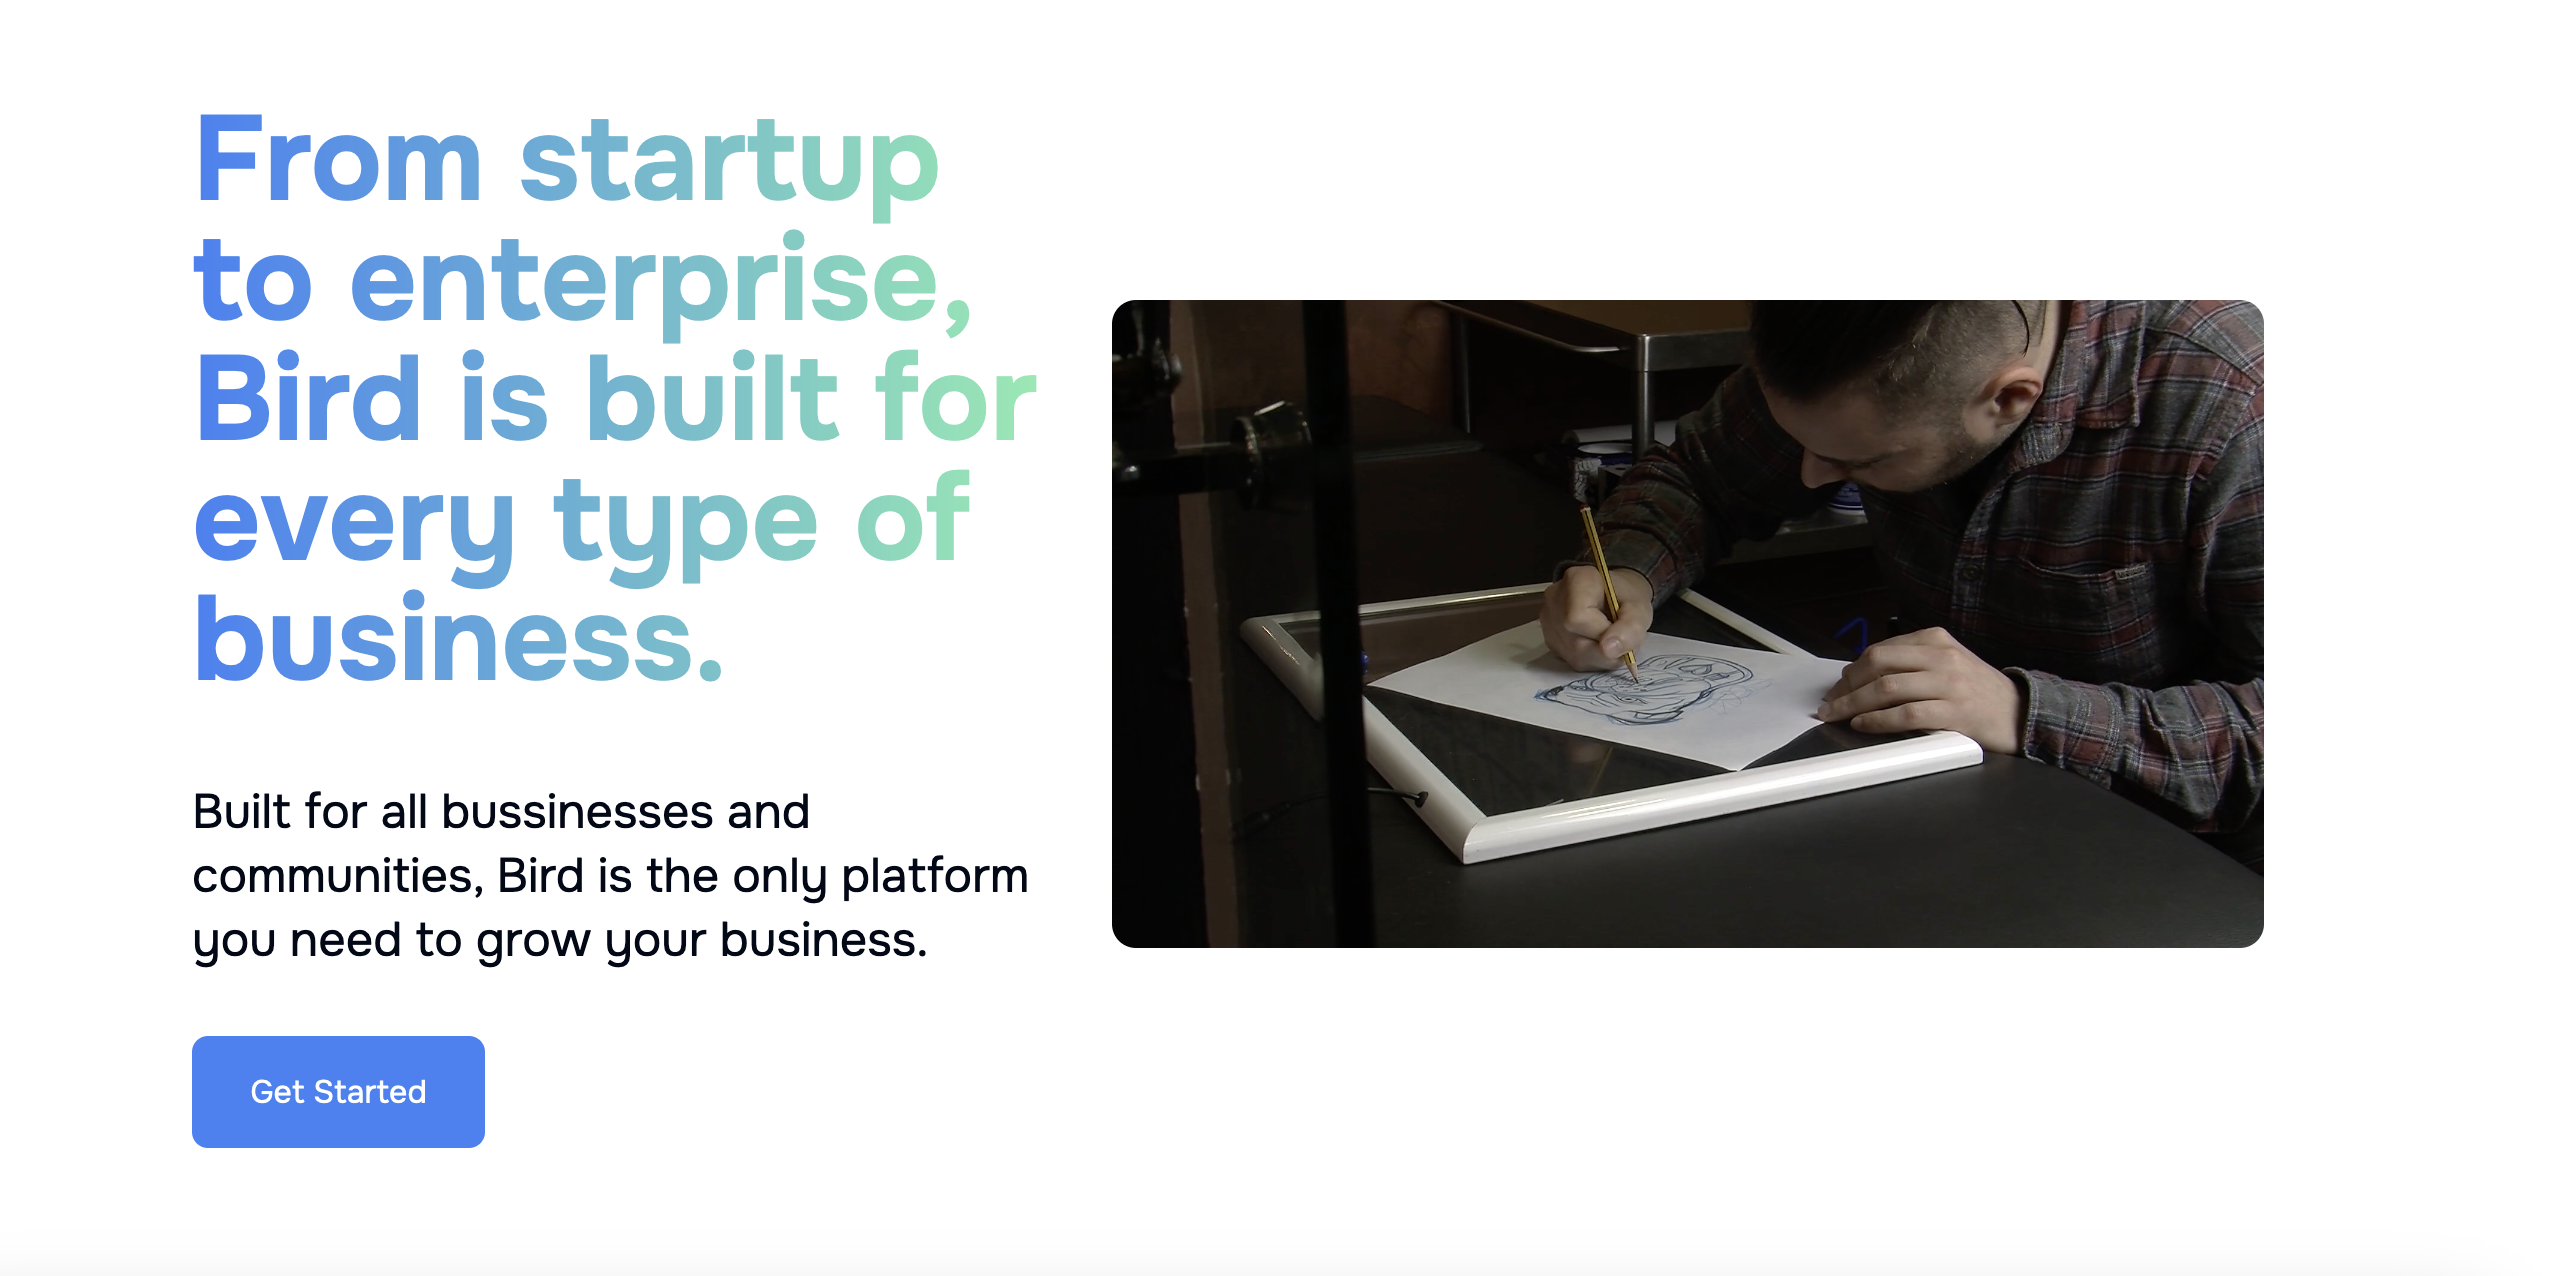 From startup
to enterprise,
Bird is built for
every type of
business.
Built for all bussinesses and
communities, Bird is the only platform
you need to grow your business.
Get Started